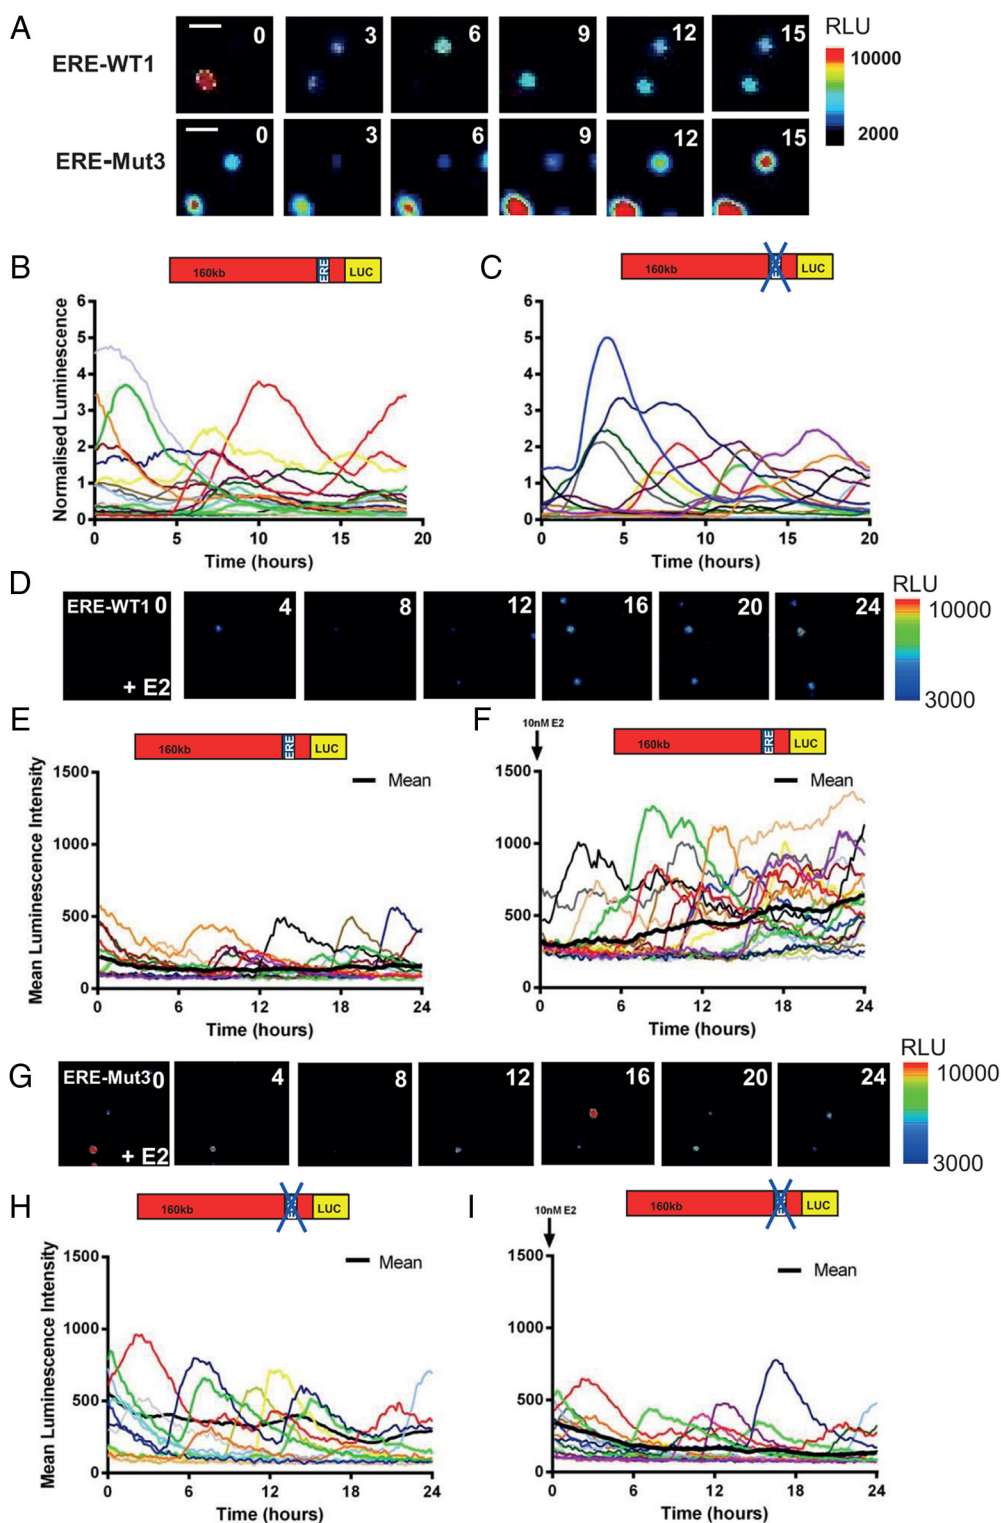 A
ERE-WT1
0
3
6
9
12
15
RLU
10000
2000
ERE-Mut3
0
3
6
9
12
15
B
160kb
ERE
LUC
C
160kb
LUC
Normalised Luminescence
6
5
4
3
2
1
0
0
5
10
15
20
Time (hours)
6
5
4
3
2
1
0
0
5
10
15
20
Time (hours)
D
ERE-WT1 0
+ E2
4
8
12
16
20
24
RLU
10000
3000
E
160kb
ERE
LUC
Mean Luminescence Intensity
1500
1000
500
0
Mean
0
6
12
18
24
Time (hours)
F
10nM E2
160kb
ERE
LUC
1500
1000
500
0
Mean
0
6
12
18
24
Time (hours)
G
ERE-Mut3 0
+ E2
4
8
12
16
20
24
RLU
10000
3000
H
160kb
LUC
Mean Luminescence Intensity
1500
1000
500
0
Mean
0
6
12
18
24
Time (hours)
I
10nM E2
160kb
LUC
1500
1000
500
0
Mean
0
6
12
18
24
Time (hours)